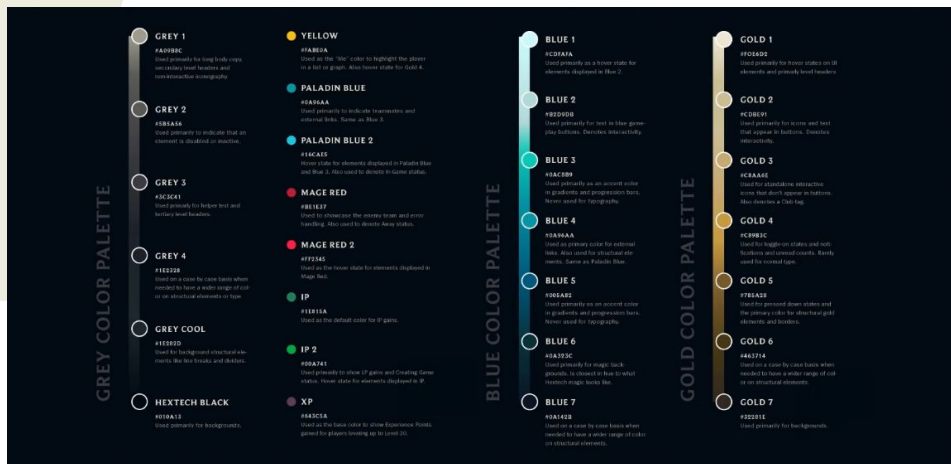 GREY COLOR PALETTE
GREY 1
#A09B8C
Used primarily for long body copy,
secondary level headers and
non-interactive iconography.
GREY 2
#5B5A56
Used primarily to indicate that an
element is disabled or inactive.
GREY 3
#3C3C41
Used primarily for helper text and
tertiary level headers.
GREY 4
#1E2328
Used on a case by case basis when
needed to have a wider range of col-
or on structural elements or type.
GREY COOL
#1E282D
Used for background structural ele-
ments like line breaks and dividers.
HEXTECH BLACK
#010A13
Used primarily for backgrounds.
YELLOW
#FABE0A
Used as the "Me" color to highlight the player
in a list or graph. Also hover state for Gold 4.
PALADIN BLUE
#0A96AA
Used primarily to indicate teammates and
external links. Same as Blue 3.
PALADIN BLUE 2
#16CAE5
Hover state for elements displayed in Paladin Blue
and Blue 3. Also used to denote In-Game status.
MAGE RED
#BE1E37
Used to showcase the enemy team and error
handling. Also used to denote Away status.
MAGE RED 2
#FF2345
Used as the hover state for elements displayed in
Mage Red.
IP
#1E815A
Used as the default color for IP gains.
IP 2
#00A741
Used primarily to show LP gains and Creating Game
status. Hover state for elements displayed in IP.
XP
#643C5A
Used as the base color to show Experience Points
gained for players leveling up to Level 30.
BLUE COLOR PALETTE
BLUE 1
#CDFAFA
Used primarily as a hover state for
elements displayed in Blue 2.
BLUE 2
#B2D9DB
Used primarily for text in blue game-
play buttons. Denotes interactivity.
BLUE 3
#0AC8B9
Used primarily as an accent color
in gradients and progression bars.
Never used for typography.
BLUE 4
#0A96AA
Used as primary color for external
links. Also used for structural ele-
ments. Same as Paladin Blue.
BLUE 5
#005A82
Used primarily as an accent color
in gradients and progression bars.
Never used for typography.
BLUE 6
#0A323C
Used primarily for magic back-
grounds. Is closest in hue to what
Hextech magic looks like.
BLUE 7
#0A142B
Used on a case by case basis when
needed to have a wider range of color
on structural elements.
GOLD COLOR PALETTE
GOLD 1
#F0E6D2
Used primarily for hover states on UI
elements and primary level headers
GOLD 2
#CDBE91
Used primarily for icons and text
that appear in buttons. Denotes
interactivity.
GOLD 3
#C8AA6E
Used for standalone interactive
icons that don't appear in buttons.
Also denotes a Club tag.
GOLD 4
#C89B3C
Used for toggle-on states and noti-
fications and unread counts. Rarely
used for normal type.
GOLD 5
#785A28
Used for pressed down states and
the primary color for structural gold
elements and borders.
GOLD 6
#463714
Used on a case by case basis when
needed to have a wider range of col-
or on structural elements.
GOLD 7
#32281E
Used primarily for backgrounds.